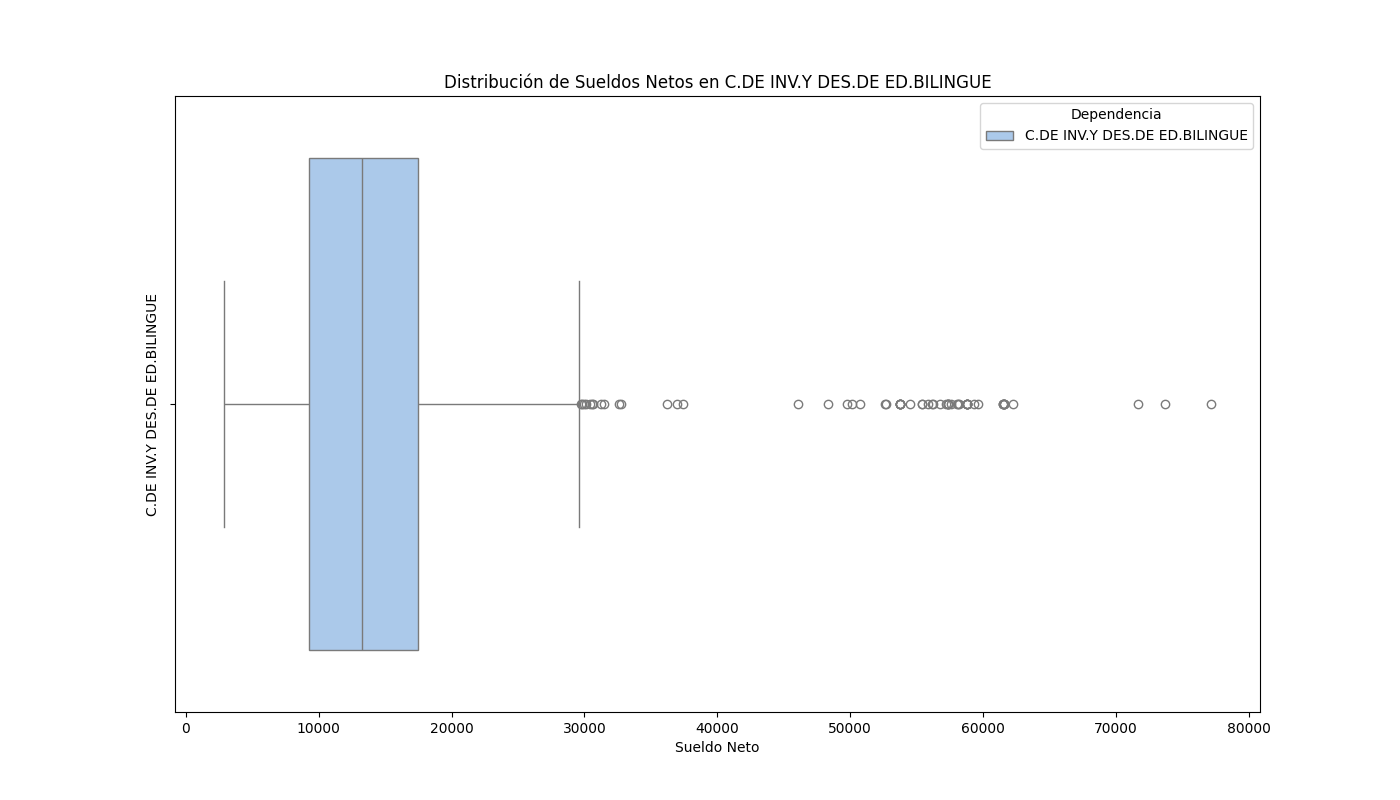 Distribución de Sueldos Netos en C.DE INV.Y DES.DE ED.BILINGUE
Dependencia
C.DE INV.Y DES.DE ED.BILINGUE
C.DE INV.Y DES.DE ED.BILINGUE
0 10000 20000 30000 40000 50000 60000 70000 80000
Sueldo Neto